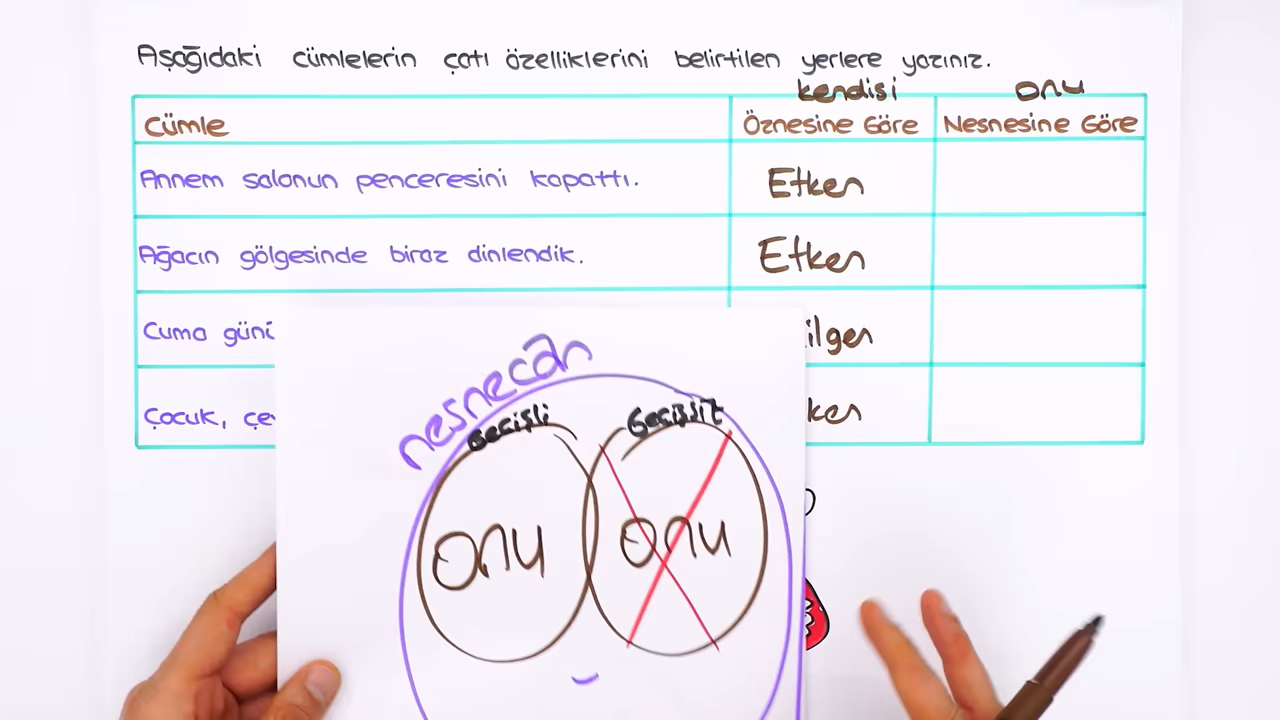 Aşağıdaki cümlelerin çatı özelliklerini belirtilen yerlere yazınız.
kendisi onu
Cümle Öznesine Göre Nesnesine Göre
Annem salonun penceresini kapattı. Etken
Ağacın gölgesinde biraz dinlendik. Etken
Cuma günü ilgen
Çocuk, çe ken
nesnecan
Geçişli Geçişsiz
onu onu